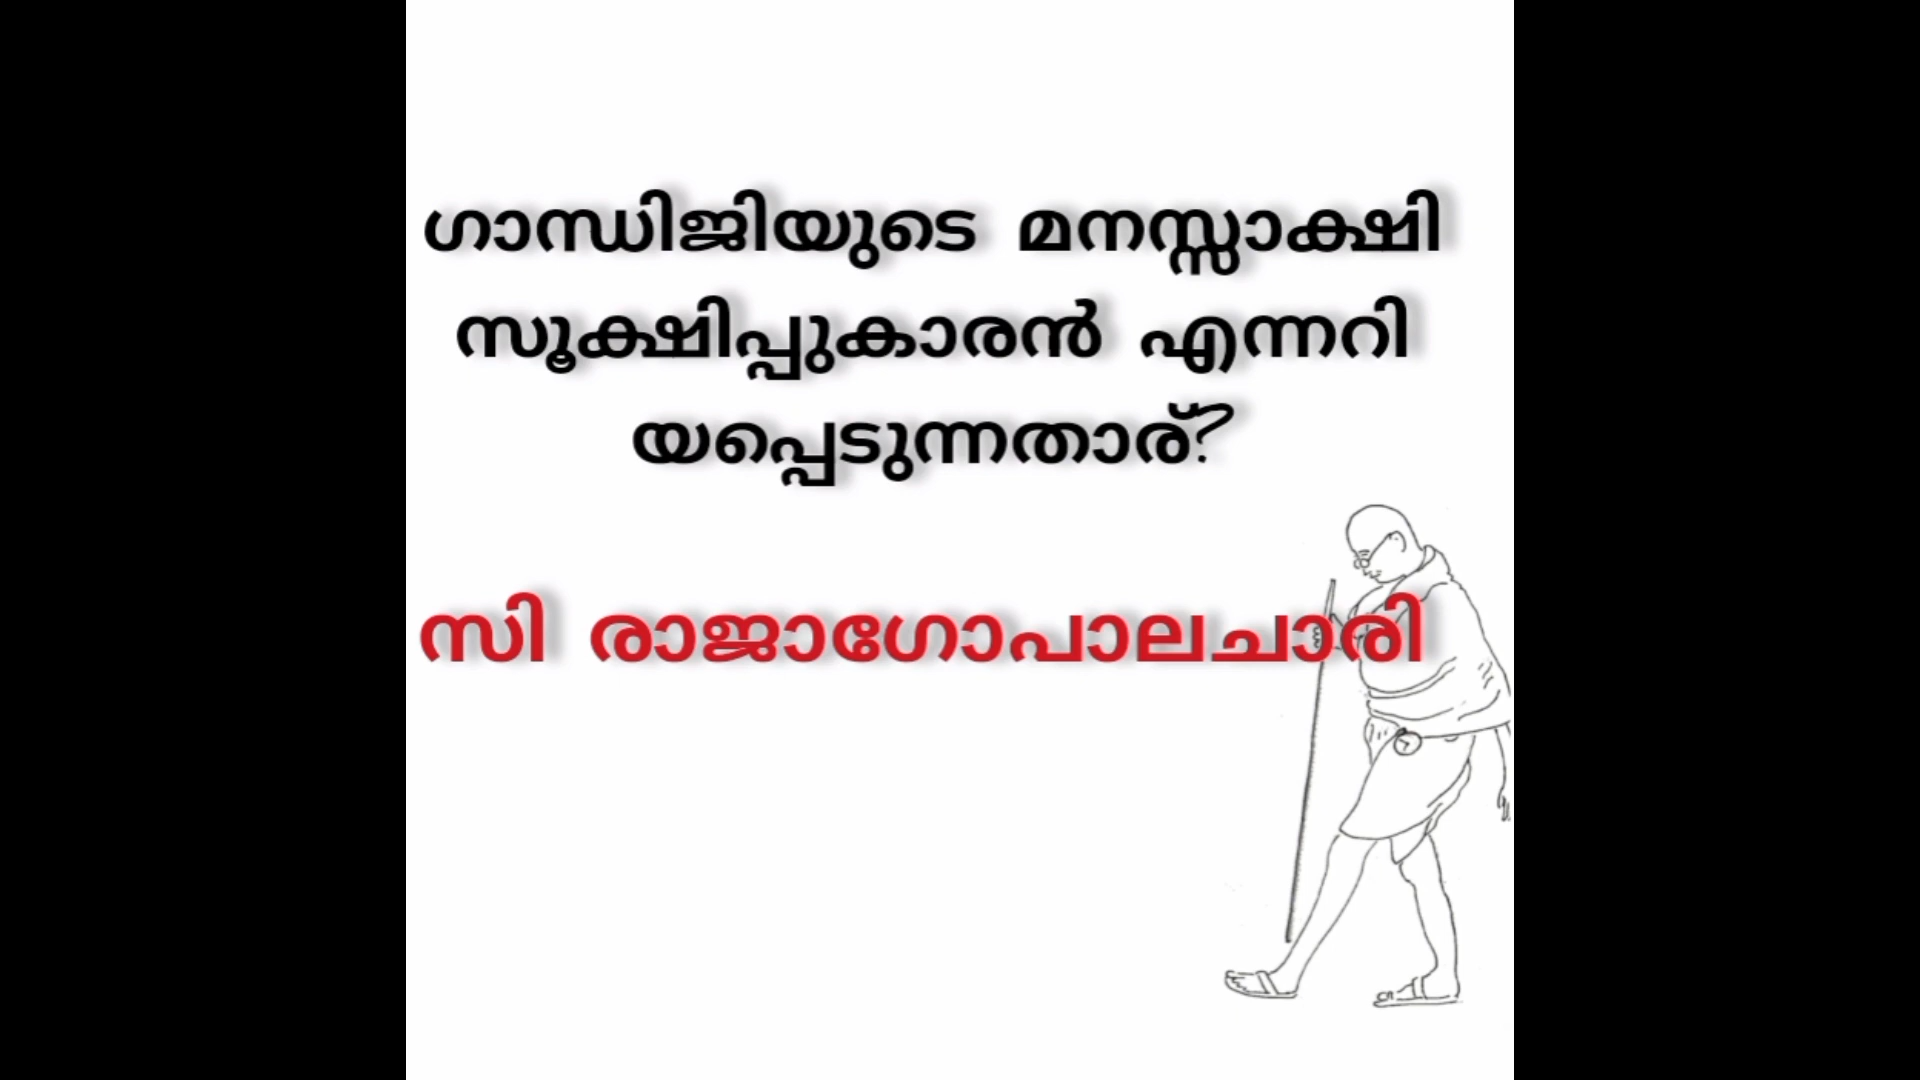 ഗാന്ധിജിയുടെ മനസ്സാക്ഷി
സൂക്ഷിപ്പുകാരൻ എന്നറി
യപ്പെടുന്നതാര്?
സി രാജാഗോപാലചാരി